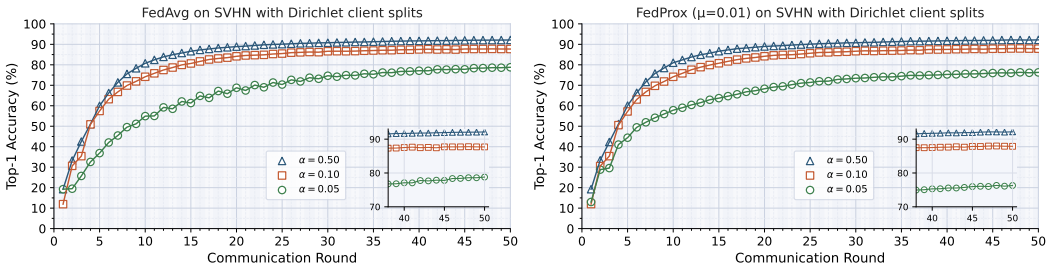 FedAvg on SVHN with Dirichlet client splits
Top-1 Accuracy (%)
100
90
80
70
60
50
40
30
20
10
0
0 5 10 15 20 25 30 35 40 45 50
Communication Round
α = 0.50
α = 0.10
α = 0.05
90
80
70
40 45 50
FedProx (μ=0.01) on SVHN with Dirichlet client splits
Top-1 Accuracy (%)
100
90
80
70
60
50
40
30
20
10
0
0 5 10 15 20 25 30 35 40 45 50
Communication Round
α = 0.50
α = 0.10
α = 0.05
90
80
70
40 45 50